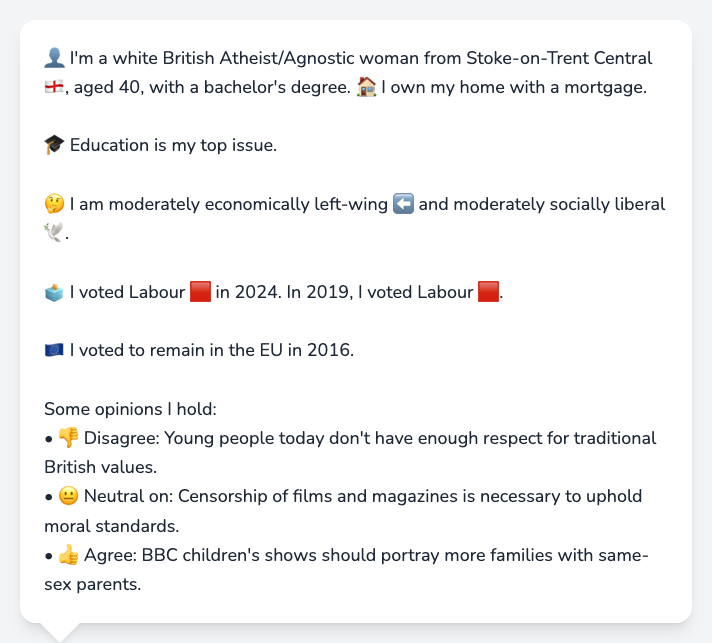 👤 I'm a white British Atheist/Agnostic woman from Stoke-on-Trent Central
🏴󠁧󠁢󠁥󠁮󠁧󠁿, aged 40, with a bachelor's degree. 🏠 I own my home with a mortgage.
🎓 Education is my top issue.
🤔 I am moderately economically left-wing ⬅️ and moderately socially liberal
🕊️.
🗳️ I voted Labour 🟥 in 2024. In 2019, I voted Labour 🟥.
🇪🇺 I voted to remain in the EU in 2016.
Some opinions I hold:
• 👎 Disagree: Young people today don't have enough respect for traditional
British values.
• 😐 Neutral on: Censorship of films and magazines is necessary to uphold
moral standards.
• 👍 Agree: BBC children's shows should portray more families with same-
sex parents.